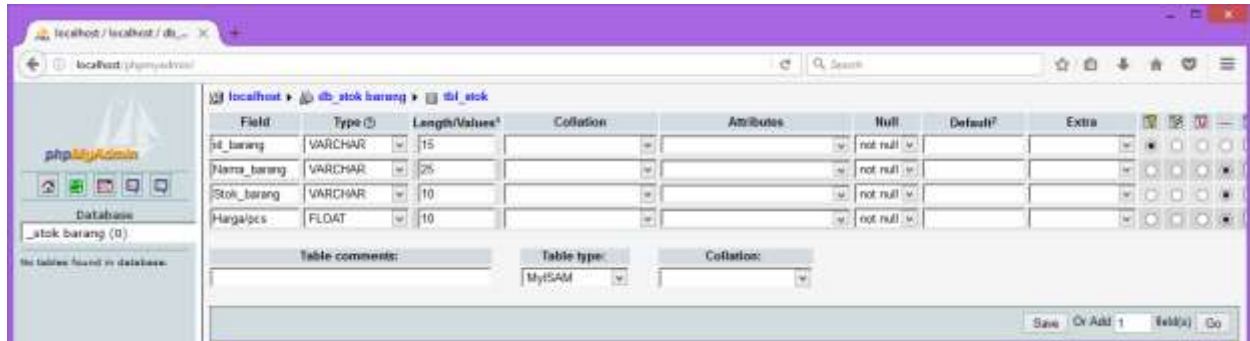 localhost / localhost / db_...
localhost/phpmyadmin/
Search
localhost ▸ db_stok barang ▸ tbl_stok
phpMyAdmin
Database
_stok barang (0)
No tables found in database.
Field Type Length/Values¹ Collation Attributes Null Default² Extra
id_barang VARCHAR 15 not null
Nama_barang VARCHAR 25 not null
Stok_barang VARCHAR 10 not null
Harga/pcs FLOAT 10 not null
Table comments: Table type: Collation:
MyISAM
Save Or Add 1 field(s) Go